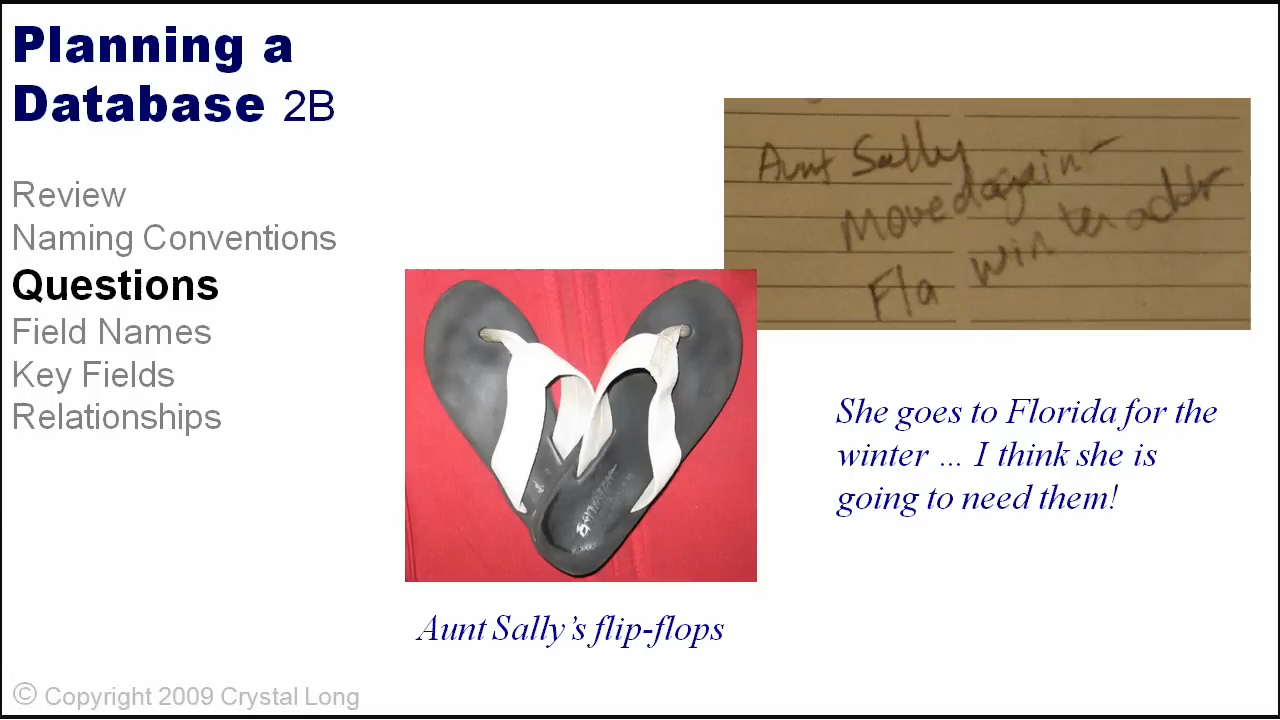 Planning a
Database 2B
Review
Naming Conventions
Questions
Field Names
Key Fields
Relationships
Aunt Sally
Moved again -
Fla winter addr
She goes to Florida for the
winter ... I think she is
going to need them!
Aunt Sally's flip-flops
© Copyright 2009 Crystal Long